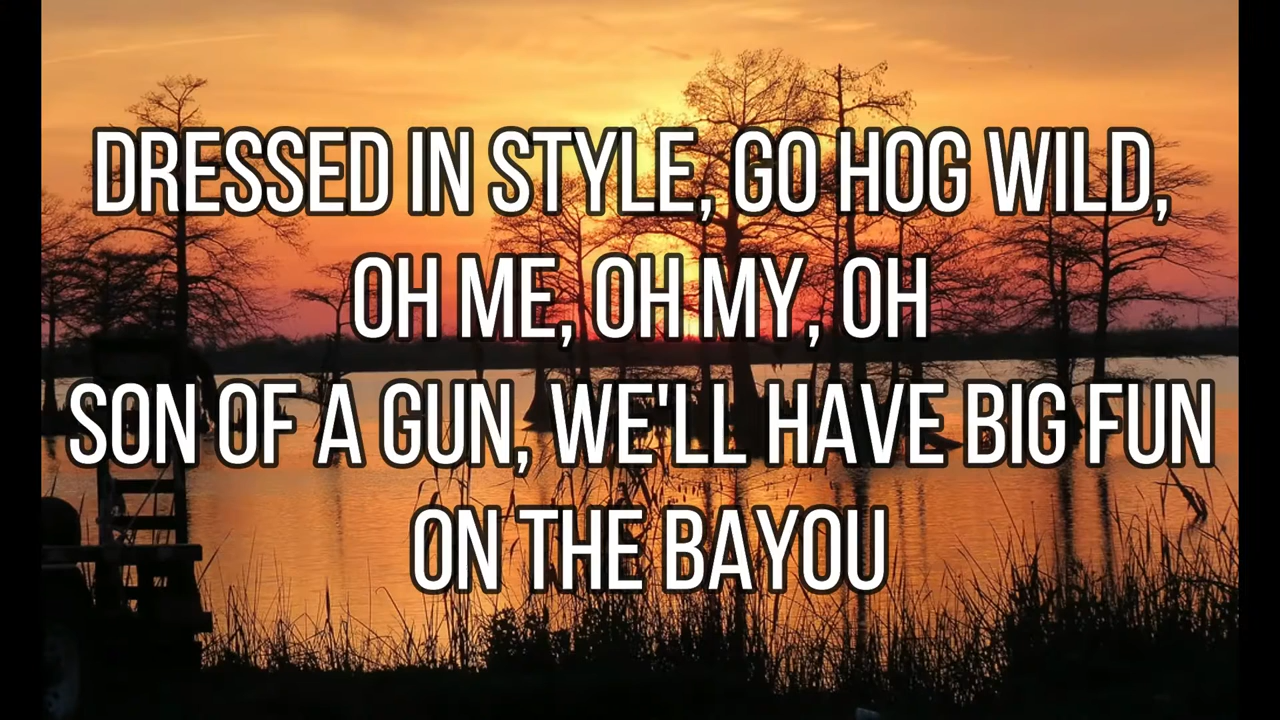 DRESSED IN STYLE, GO HOG WILD,
OH ME, OH MY, OH
SON OF A GUN, WE'LL HAVE BIG FUN
ON THE BAYOU